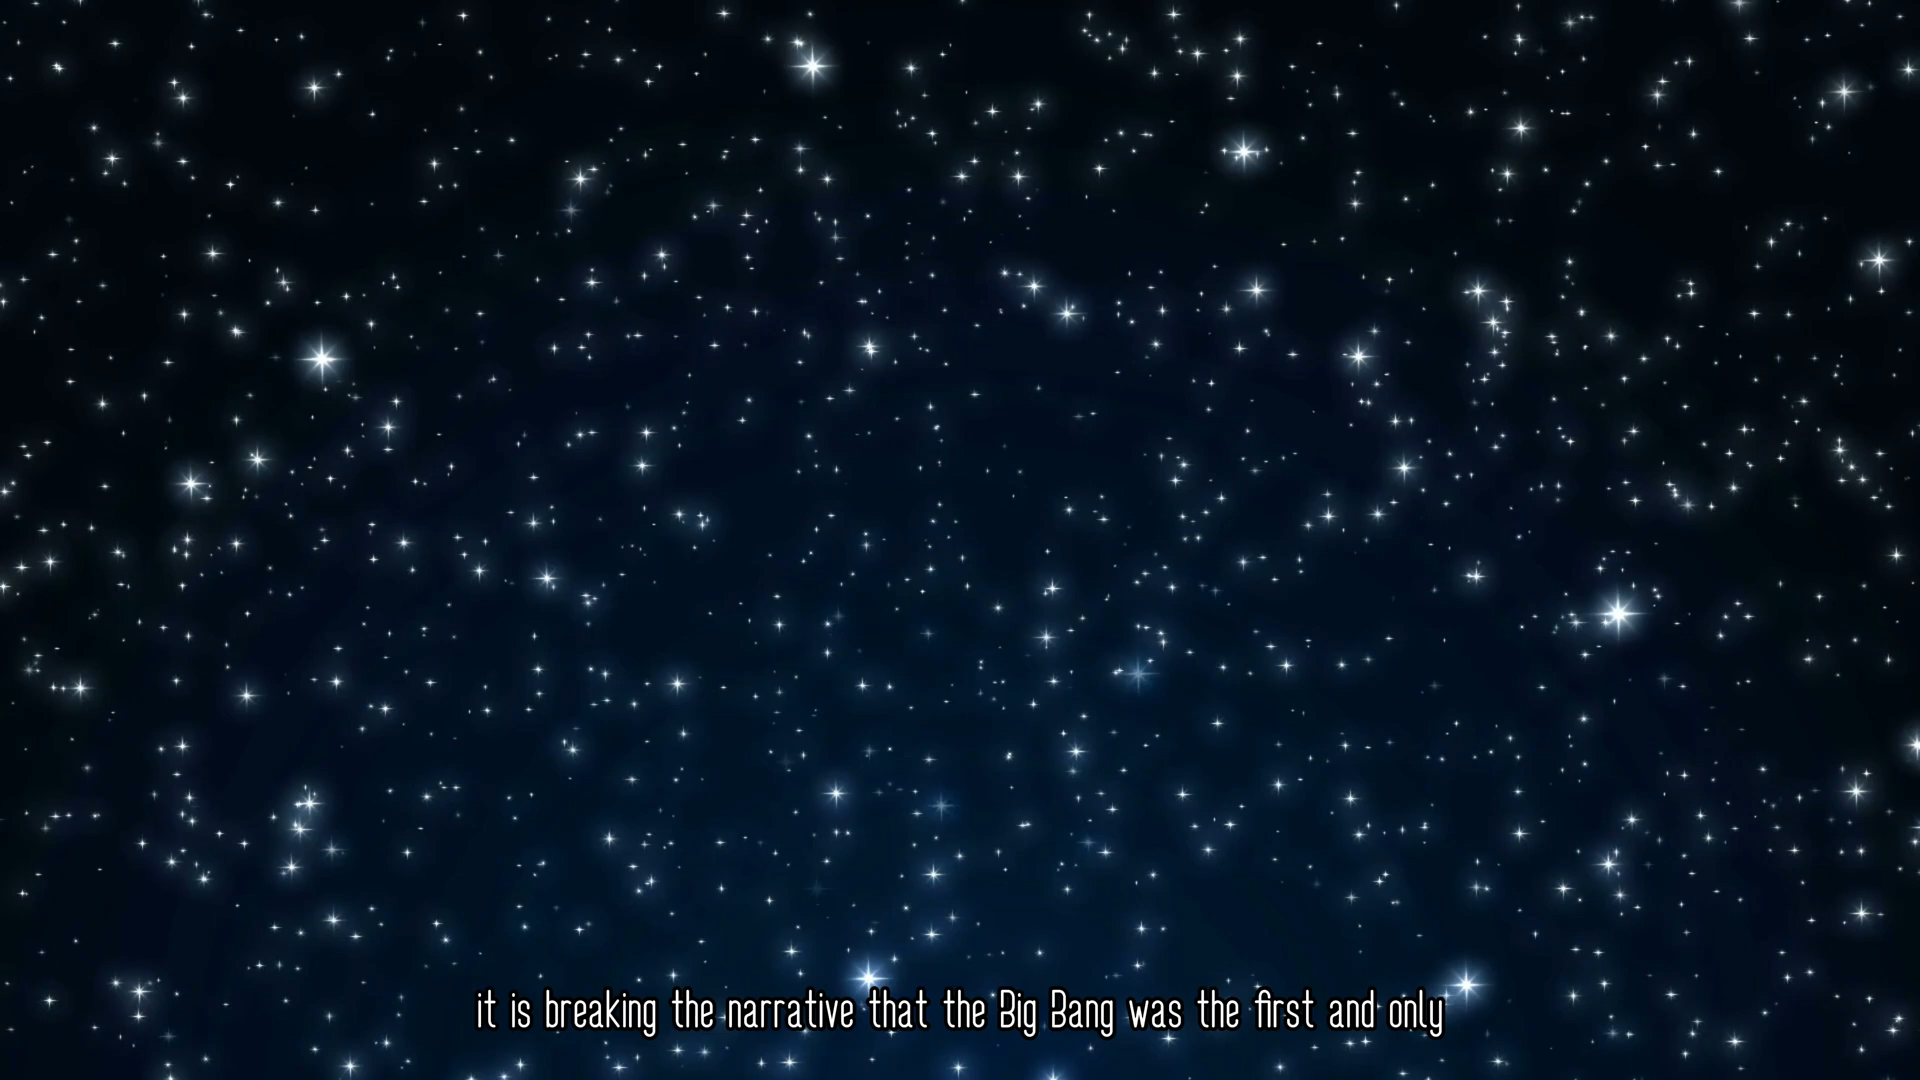 it is breaking the narrative that the Big Bang was the first and only